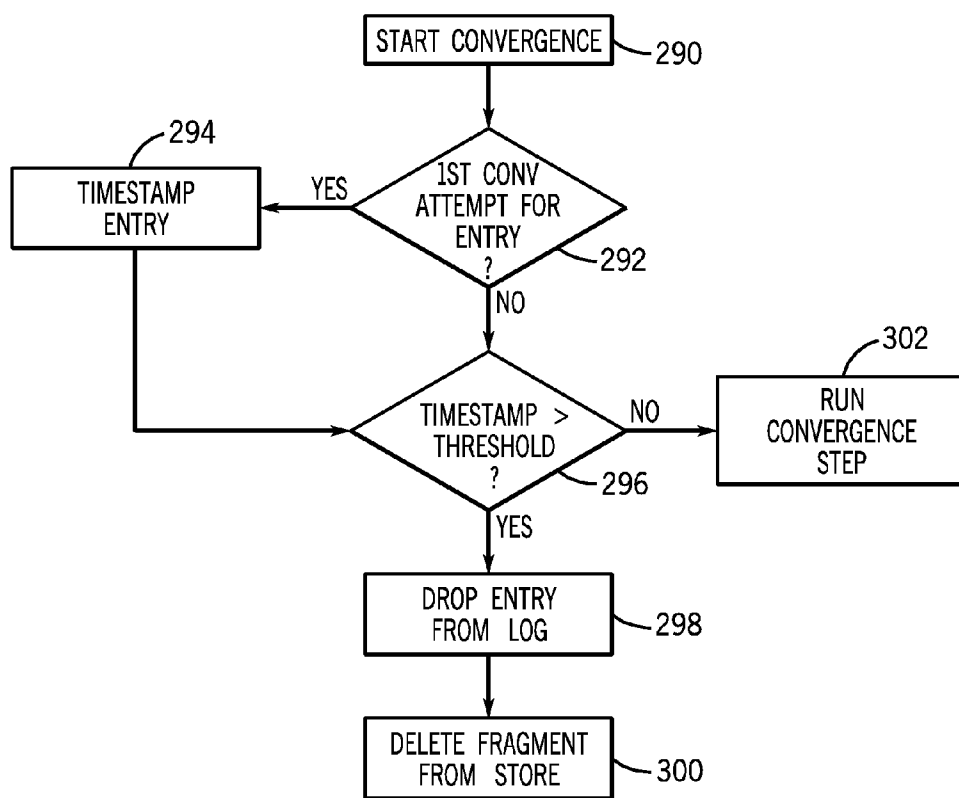 START CONVERGENCE
290
294
TIMESTAMP
ENTRY
YES
1ST CONV
ATTEMPT FOR
ENTRY
?
292
NO
302
TIMESTAMP >
THRESHOLD
?
296
NO
RUN
CONVERGENCE
STEP
YES
DROP ENTRY
FROM LOG
298
DELETE FRAGMENT
FROM STORE
300